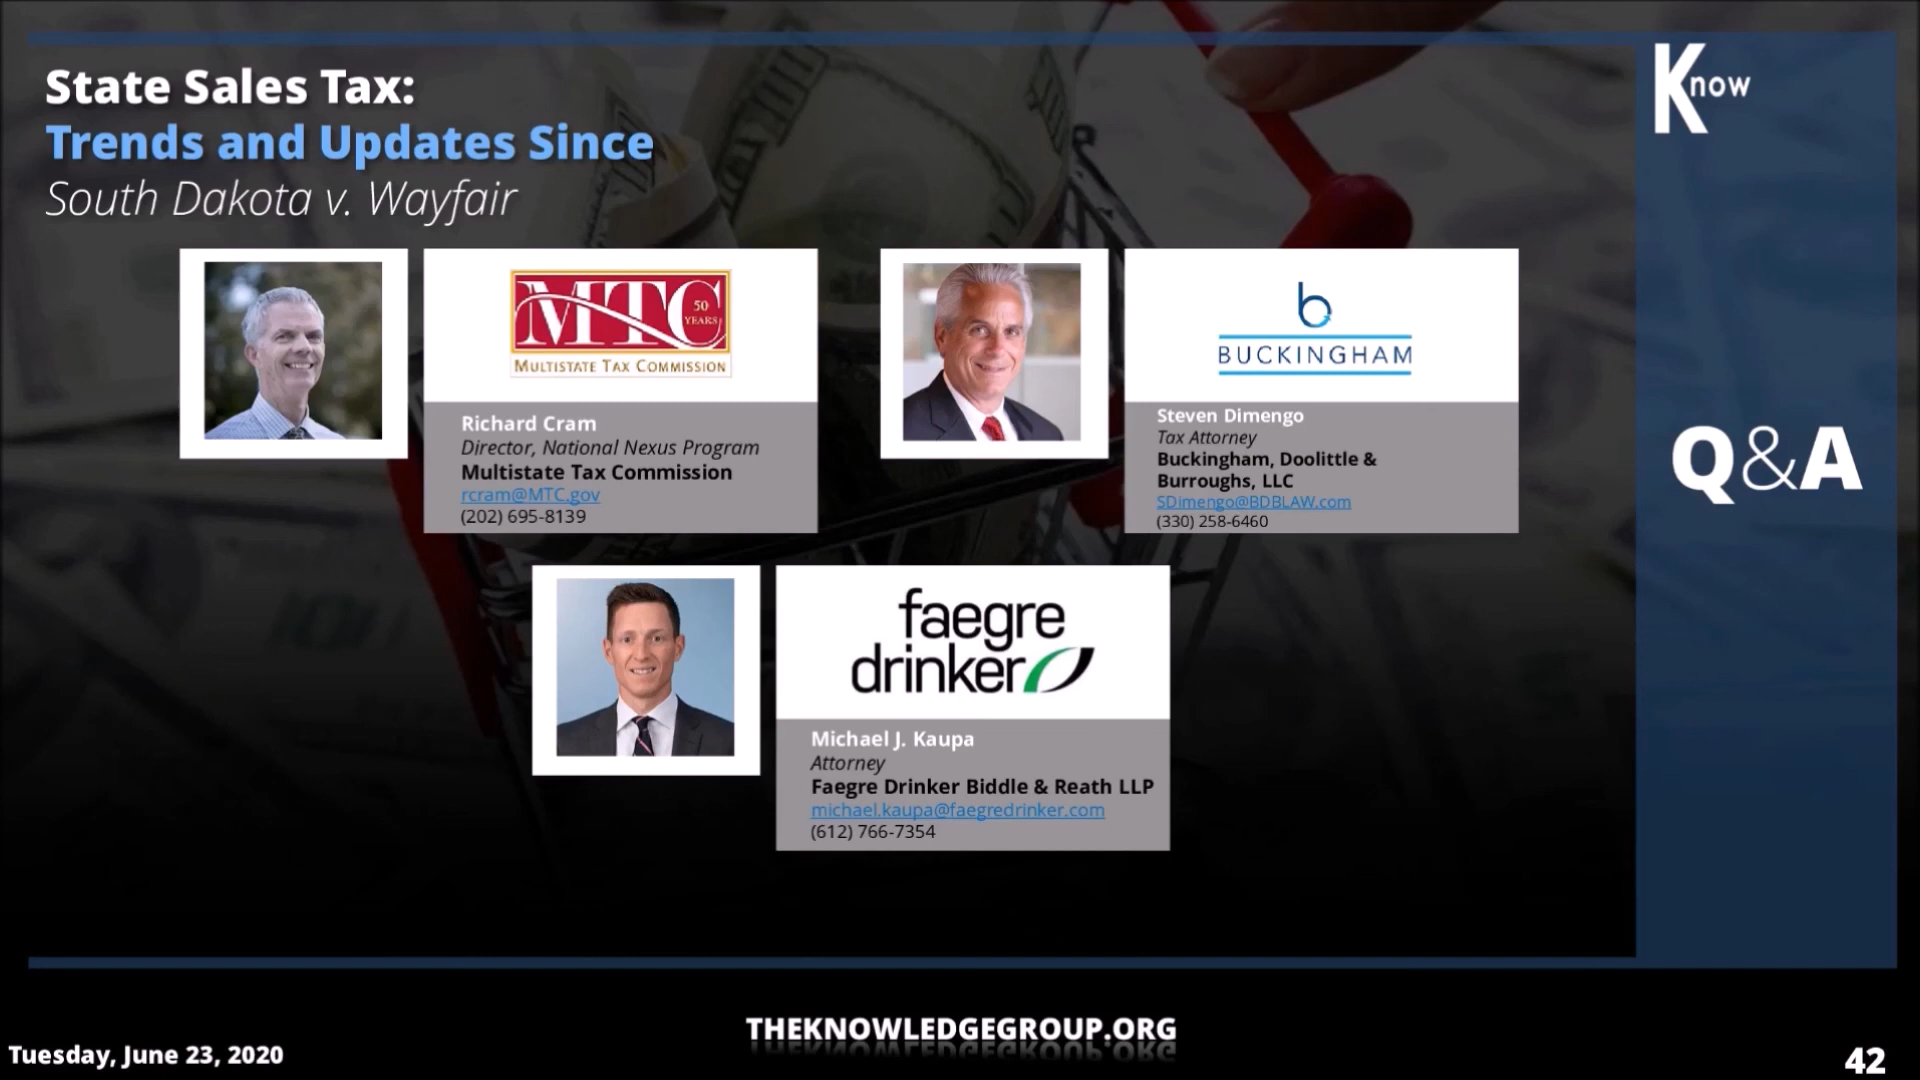 State Sales Tax:
Trends and Updates Since
South Dakota v. Wayfair
Know
MTC
50
YEARS
MULTISTATE TAX COMMISSION
Richard Cram
Director, National Nexus Program
Multistate Tax Commission
rcram@MTC.gov
(202) 695-8139
b
BUCKINGHAM
Steven Dimengo
Tax Attorney
Buckingham, Doolittle &
Burroughs, LLC
SDimengo@BDBLAW.com
(330) 258-6460
Q&A
faegre
drinker
Michael J. Kaupa
Attorney
Faegre Drinker Biddle & Reath LLP
michael.kaupa@faegredrinker.com
(612) 766-7354
THEKNOWLEDGEGROUP.ORG
Tuesday, June 23, 2020
42